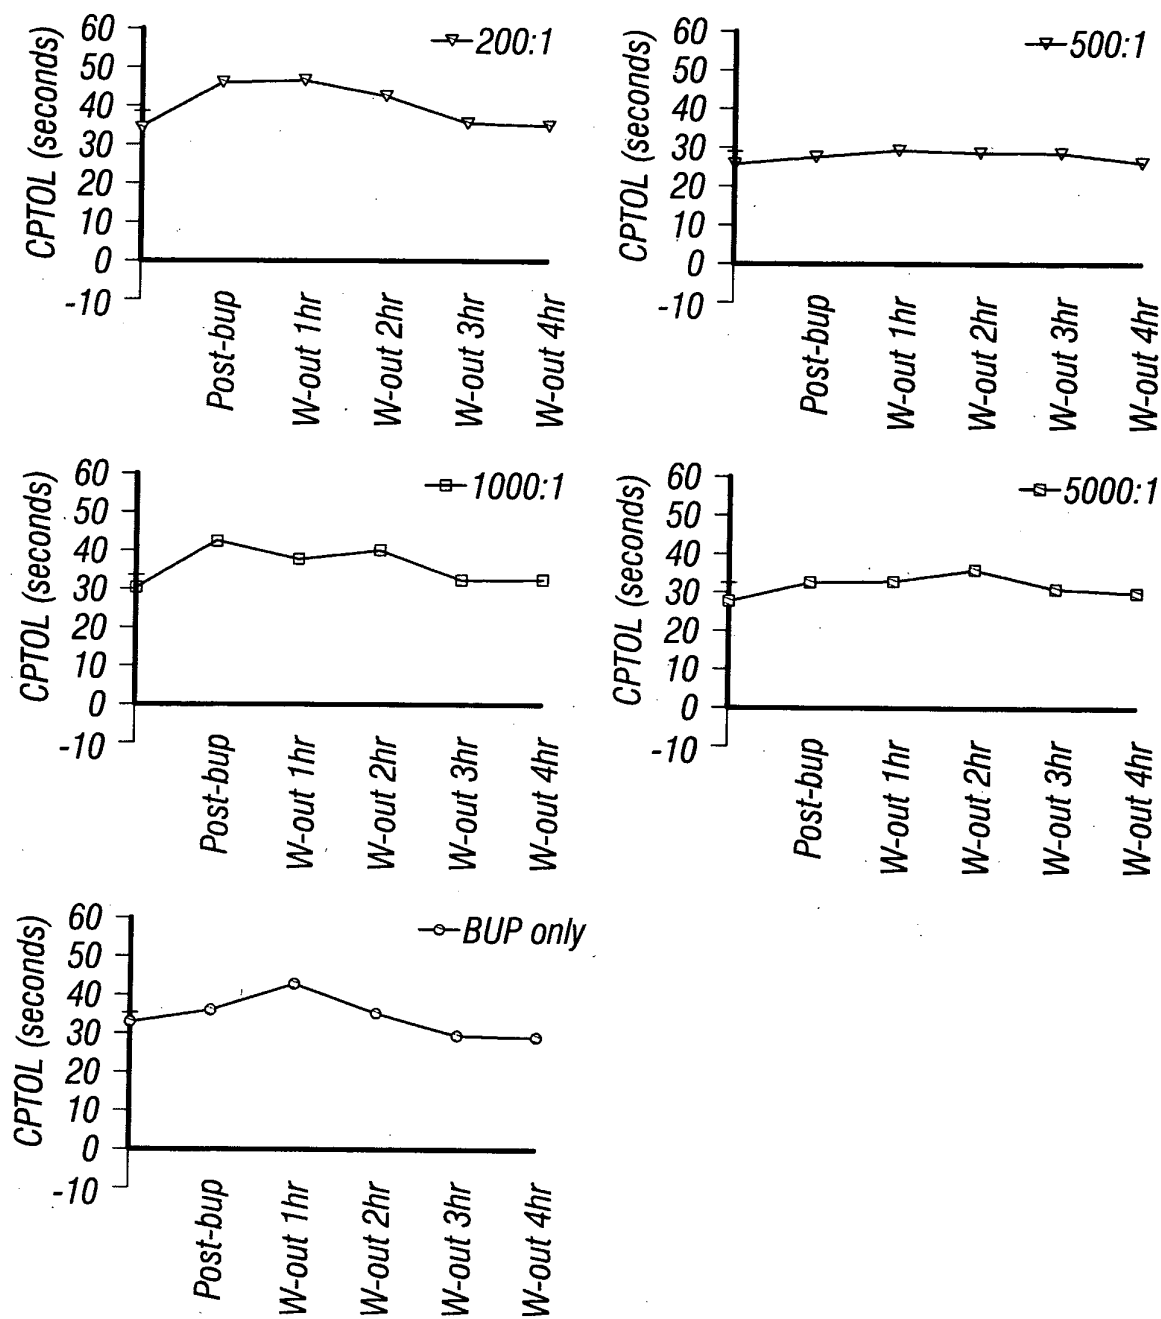 CPTOL (seconds)
60
50
40
30
20
10
0
-10
200:1
Post-bup
W-out 1hr
W-out 2hr
W-out 3hr
W-out 4hr
CPTOL (seconds)
60
50
40
30
20
10
0
-10
500:1
Post-bup
W-out 1hr
W-out 2hr
W-out 3hr
W-out 4hr
CPTOL (seconds)
60
50
40
30
20
10
0
-10
1000:1
Post-bup
W-out 1hr
W-out 2hr
W-out 3hr
W-out 4hr
CPTOL (seconds)
60
50
40
30
20
10
0
-10
5000:1
Post-bup
W-out 1hr
W-out 2hr
W-out 3hr
W-out 4hr
CPTOL (seconds)
60
50
40
30
20
10
0
-10
BUP only
Post-bup
W-out 1hr
W-out 2hr
W-out 3hr
W-out 4hr